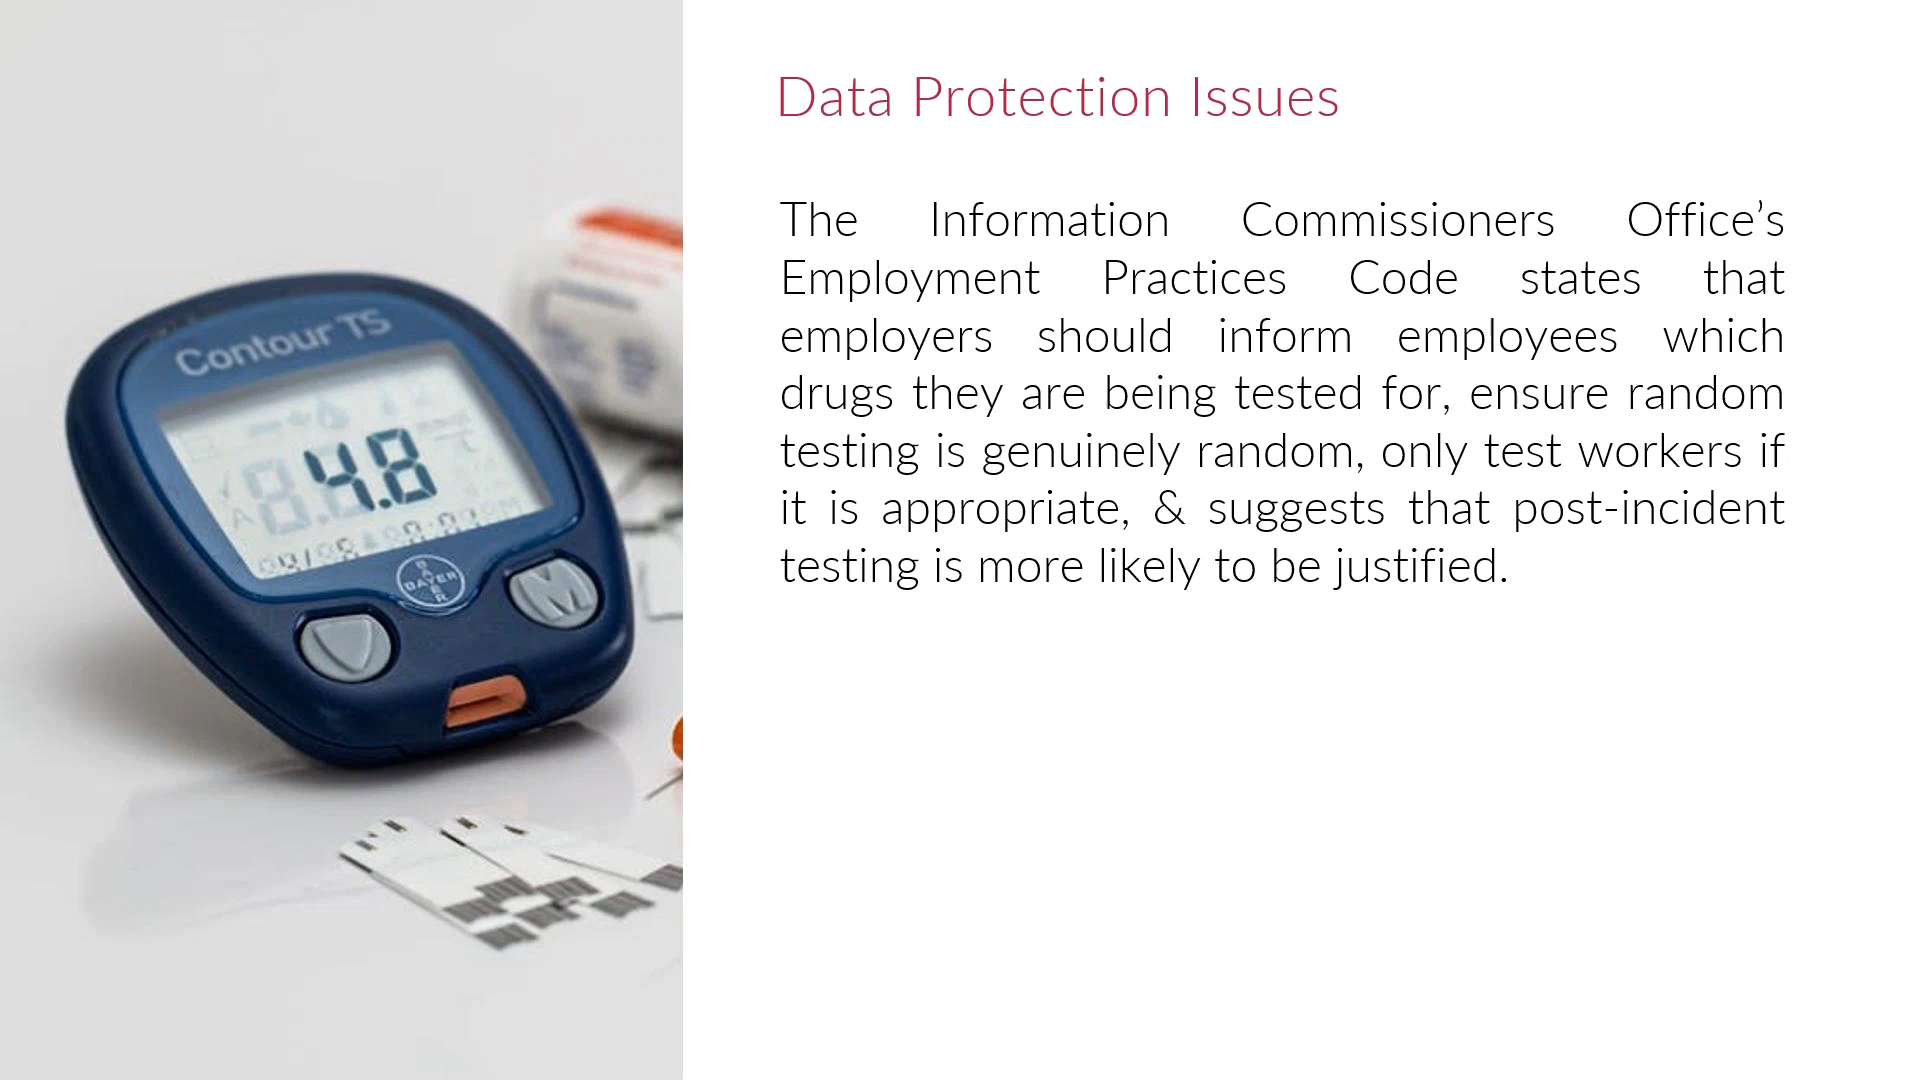 Data Protection Issues
The Information Commissioners Office’s
Employment Practices Code states that
employers should inform employees which
drugs they are being tested for, ensure random
testing is genuinely random, only test workers if
it is appropriate, & suggests that post-incident
testing is more likely to be justified.
Contour TS
4.8
BAYER
M